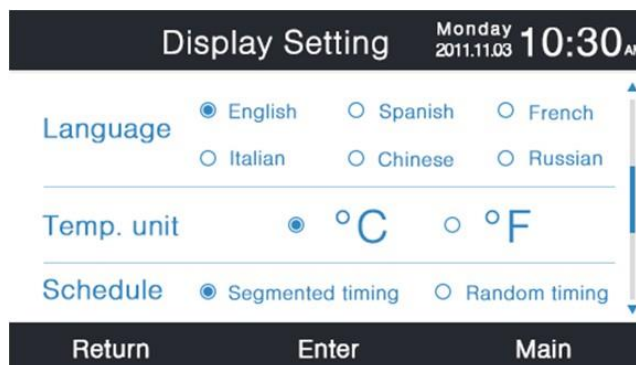 Display Setting Monday 10:30 AM
2011.11.03
Language English Spanish French
Italian Chinese Russian
Temp. unit °C °F
Schedule Segmented timing Random timing
Return Enter Main